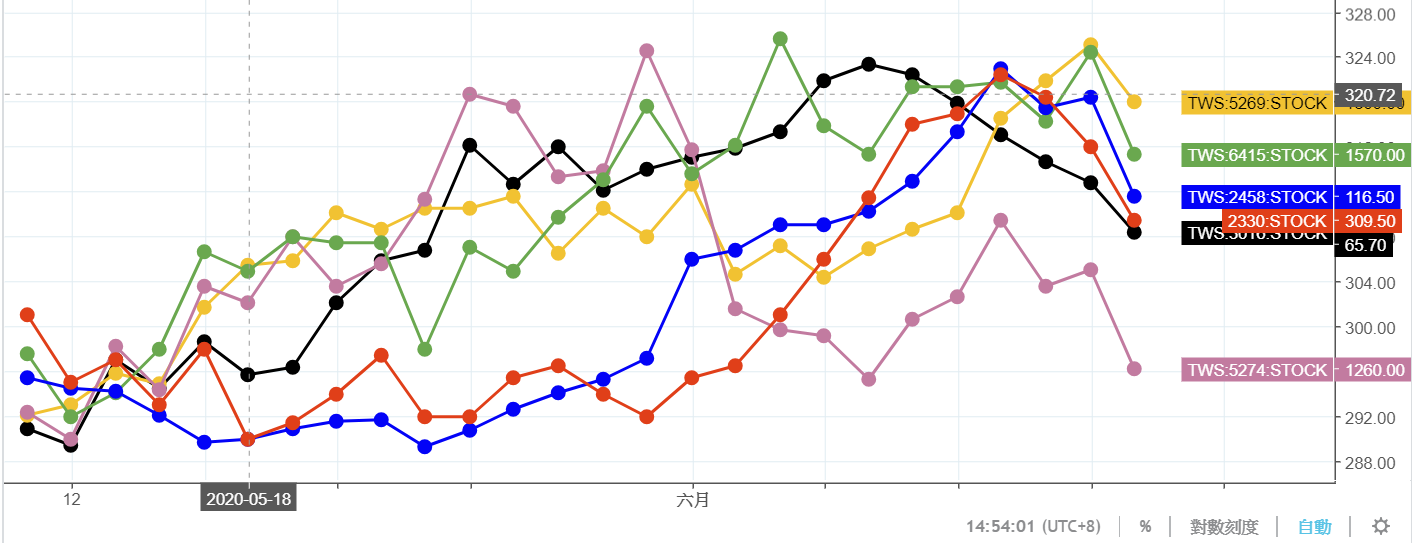 328.00
324.00
320.72
TWS:5269:STOCK
TWS:6415:STOCK 1570.00
TWS:2458:STOCK 116.50
2330:STOCK 309.50
65.70
304.00
300.00
TWS:5274:STOCK 1260.00
292.00
288.00
12 2020-05-18 六月
14:54:01 (UTC+8) % 對數刻度 自動